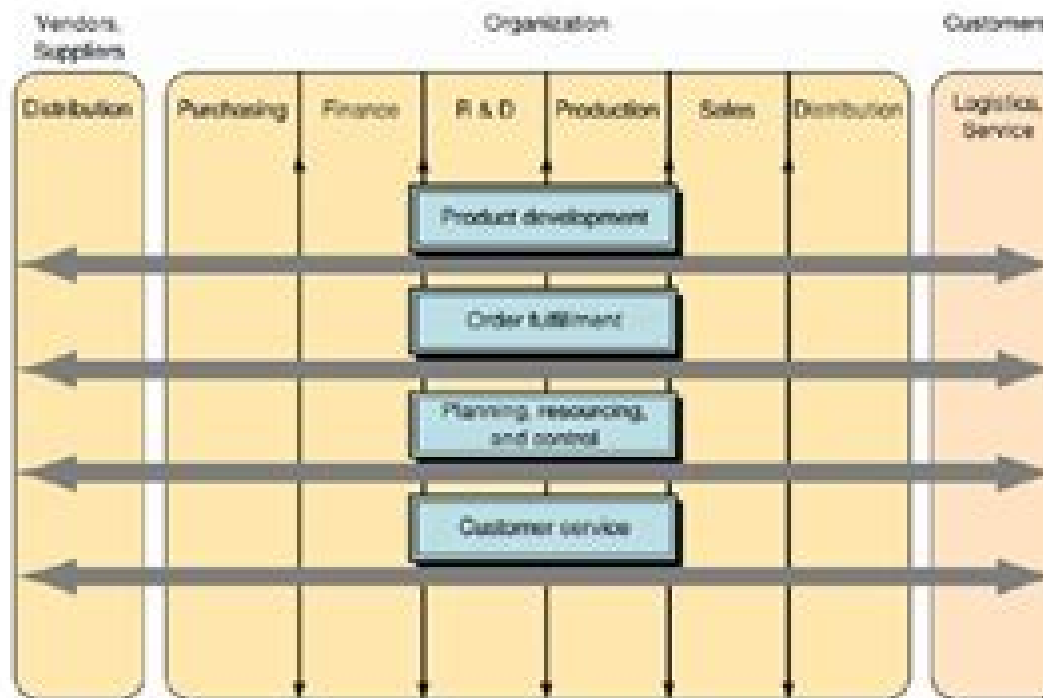 Vendors,
Suppliers
Organization
Customers
Distribution
Purchasing
Finance
R & D
Production
Sales
Distribution
Logistics,
Service
Product development
Order fulfillment
Planning, resourcing,
and control
Customer service